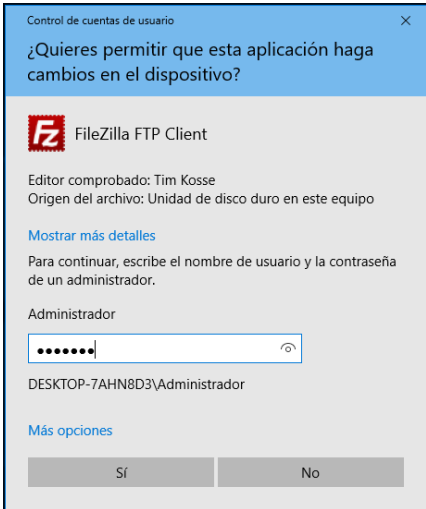 Control de cuentas de usuario
¿Quieres permitir que esta aplicación haga
cambios en el dispositivo?
Fz
FileZilla FTP Client
Editor comprobado: Tim Kosse
Origen del archivo: Unidad de disco duro en este equipo
Mostrar más detalles
Para continuar, escribe el nombre de usuario y la contraseña
de un administrador.
Administrador
●●●●●●●
DESKTOP-7AHN8D3\Administrador
Más opciones
Sí
No